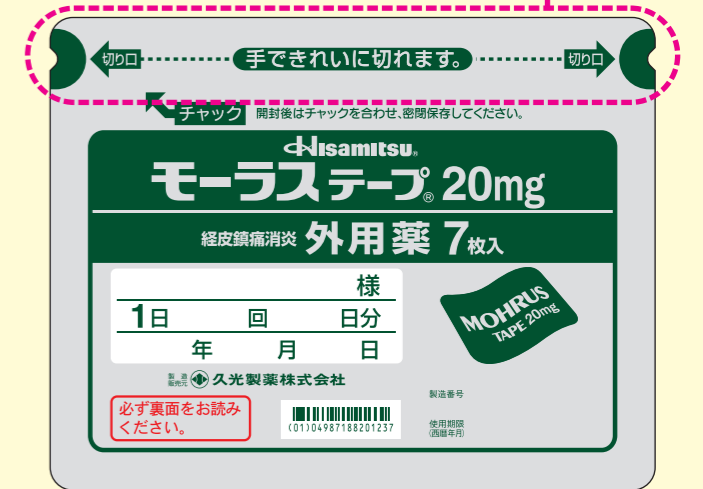 切り口 手できれいに切れます。 切り口
チャック 開封後はチャックを合わせ、密閉保存してください。
Hisamitsu®
モーラステープ® 20mg
経皮鎮痛消炎 外用薬 7枚入
様
1日 回 日分
年 月 日
MOHRUS
TAPE 20mg
製造販売元 久光製薬株式会社
製造番号
必ず裏面をお読み
ください。
(01)04987188201237
使用期限
(西暦年月)